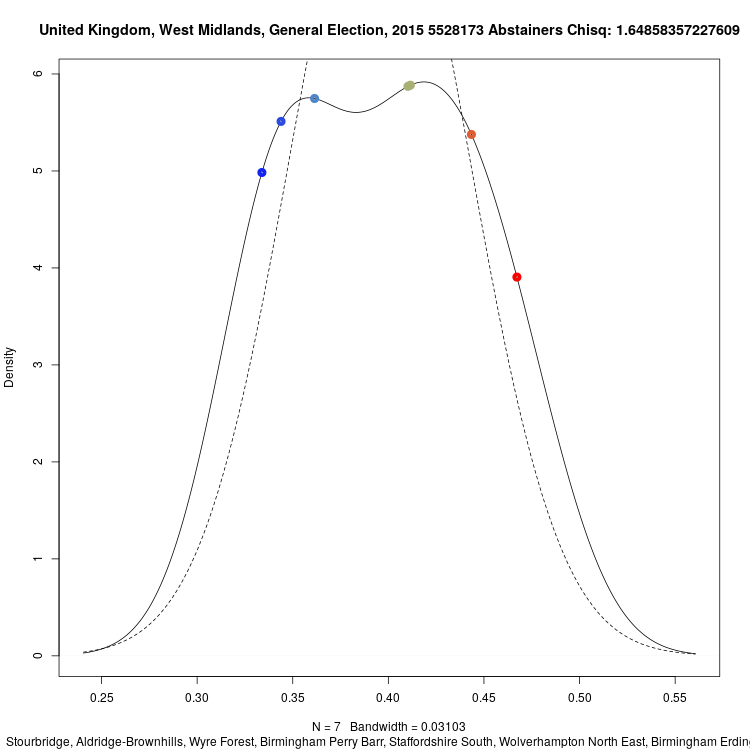 United Kingdom, West Midlands, General Election, 2015 5528173 Abstainers Chisq: 1.64858357227609
6
5
4
3
2
1
0
Density
0.25 0.30 0.35 0.40 0.45 0.50 0.55
N = 7 Bandwidth = 0.03103
Stourbridge, Aldridge-Brownhills, Wyre Forest, Birmingham Perry Barr, Staffordshire South, Wolverhampton North East, Birmingham Erdin